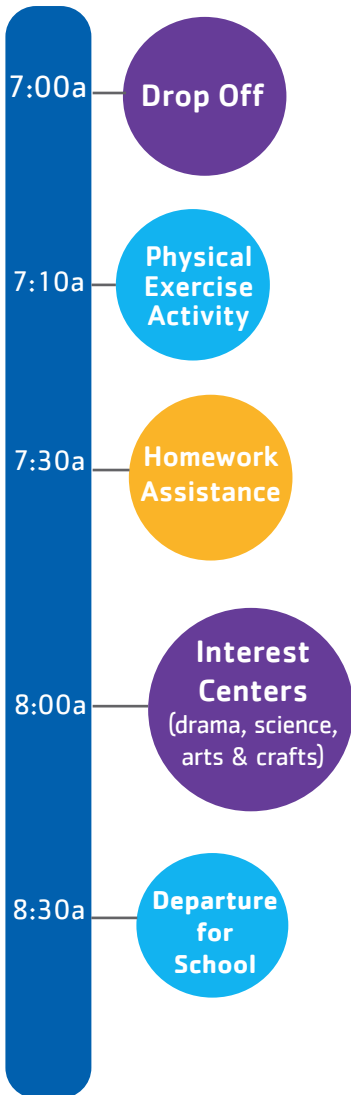 7:00a
Drop Off
7:10a
Physical
Exercise
Activity
7:30a
Homework
Assistance
8:00a
Interest
Centers
(drama, science,
arts & crafts)
8:30a
Departure
for
School